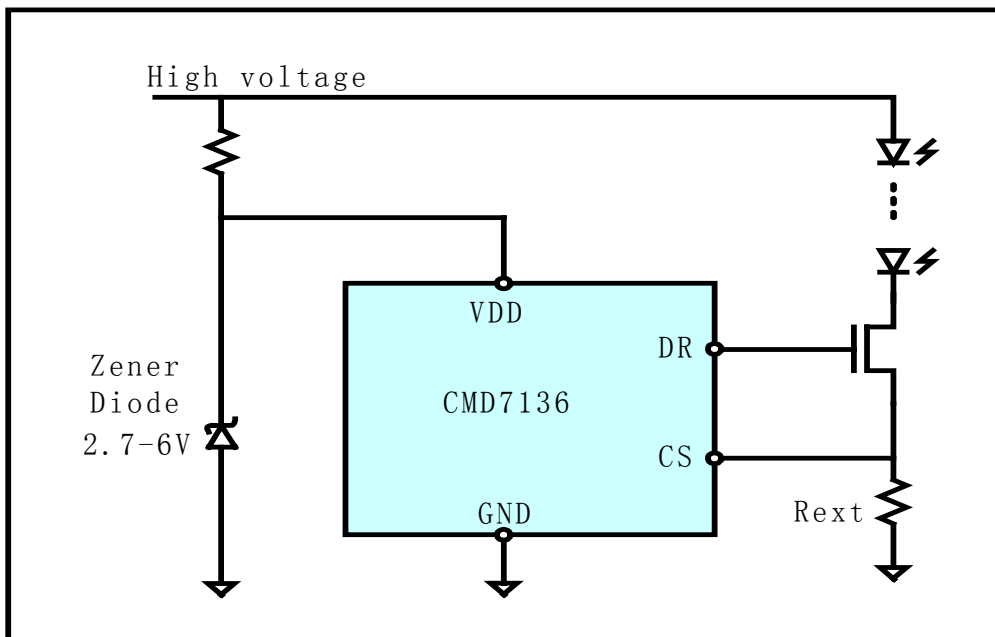 High voltage
VDD
DR
Zener
Diode
2.7-6V
CMD7136
CS
GND
Rext